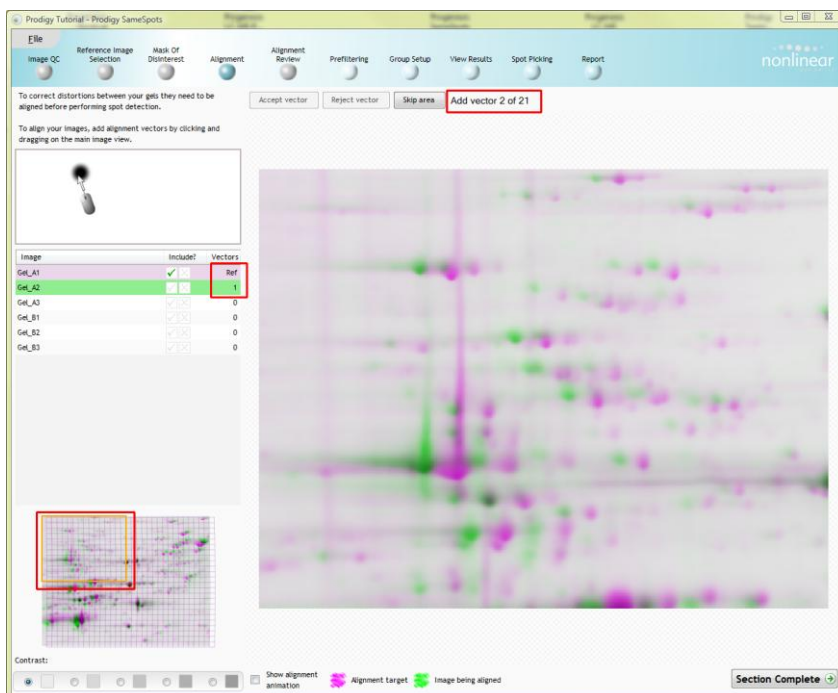 Prodigy Tutorial - Prodigy SameSpots
File
Image QC
Reference Image
Selection
Mask Of
Disinterest
Alignment
Alignment
Review
Prefiltering
Group Setup
View Results
Spot Picking
Report
nonlinear
To correct distortions between your gels they need to be
aligned before performing spot detection.
To align your images, add alignment vectors by clicking and
dragging on the main image view.
Accept vector
Reject vector
Skip area
Add vector 2 of 21
Image Include? Vectors
Gel_A1 Ref
Gel_A2 1
Gel_A3 0
Gel_B1 0
Gel_B2 0
Gel_B3 0
Contrast:
Show alignment
animation
Alignment target
Image being aligned
Section Complete